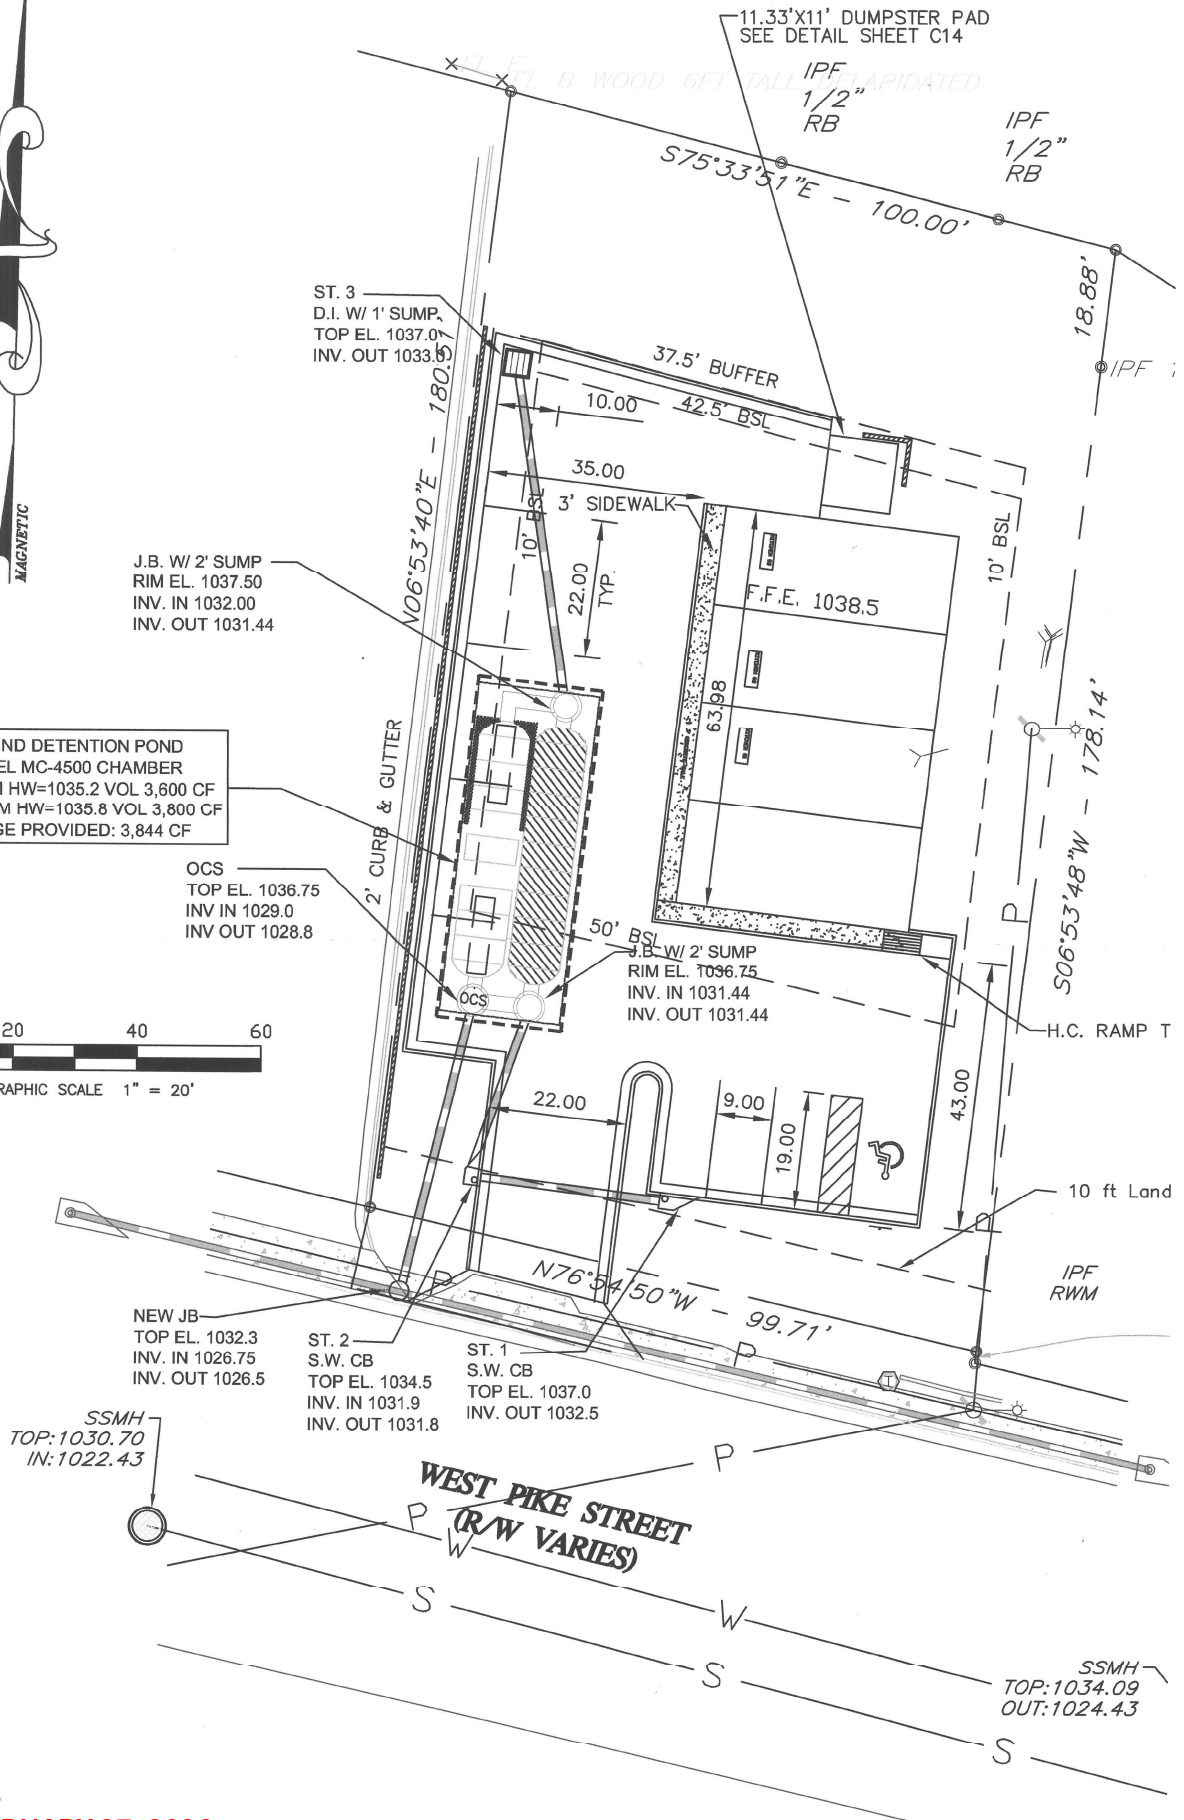 11.33'X11' DUMPSTER PAD
SEE DETAIL SHEET C14
B WOOD 6FT TALL DELAPIDATED
IPF
1/2"
RB
IPF
1/2"
RB
S75°33'51"E - 100.00'
18.88'
IPF
ST. 3
D.I. W/ 1' SUMP
TOP EL. 1037.0
INV. OUT 1033.0
37.5' BUFFER
10.00
42.5' BSL
N06°53'40"E - 180.51'
35.00
3' SIDEWALK
10' BSL
10' BSL
MAGNETIC
J.B. W/ 2' SUMP
RIM EL. 1037.50
INV. IN 1032.00
INV. OUT 1031.44
22.00
TYP.
F.F.E. 1038.5
63.98
S06°53'48"W - 178.14'
ND DETENTION POND
EL MC-4500 CHAMBER
HW=1035.2 VOL 3,600 CF
M HW=1035.8 VOL 3,800 CF
GE PROVIDED: 3,844 CF
2' CURB & GUTTER
OCS
TOP EL. 1036.75
INV IN 1029.0
INV OUT 1028.8
P
50' BSL
J.B. W/ 2' SUMP
RIM EL. 1036.75
INV. IN 1031.44
INV. OUT 1031.44
OCS
H.C. RAMP T
20 40 60
RAPHIC SCALE 1" = 20'
22.00
9.00
19.00
43.00
10 ft Land
P
N76°54'50"W - 99.71'
P
IPF
RWM
NEW JB
TOP EL. 1032.3
INV. IN 1026.75
INV. OUT 1026.5
ST. 2
S.W. CB
TOP EL. 1034.5
INV. IN 1031.9
INV. OUT 1031.8
ST. 1
S.W. CB
TOP EL. 1037.0
INV. OUT 1032.5
P
T
SSMH
TOP:1030.70
IN:1022.43
P
WEST PIKE STREET
(R/W VARIES)
P
W
S
W
S
SSMH
TOP:1034.09
OUT:1024.43
S